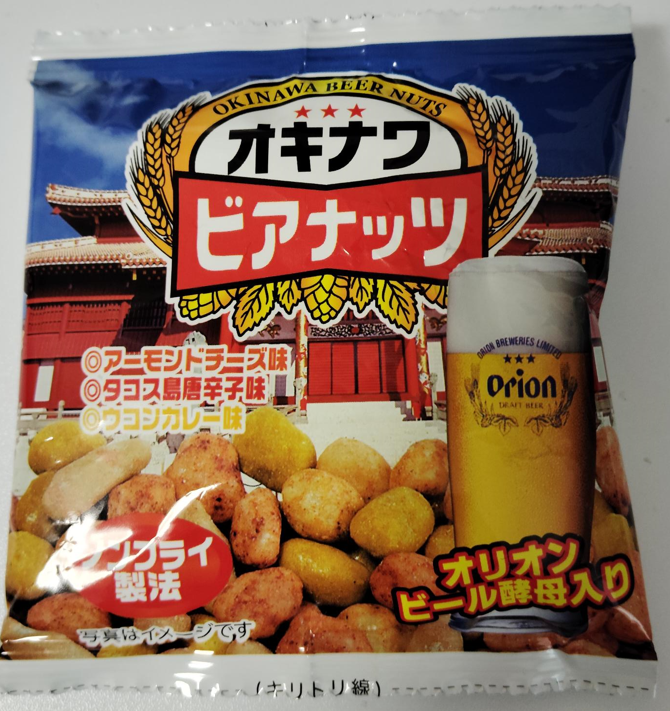 OKINAWA BEER NUTS
オキナワ
ビアナッツ
◎アーモンドチーズ味
◎タコス島唐辛子味
◎ウコンカレー味
ORION BREWERIES LIMITED
Orion
DRAFT BEER
ノンフライ
製法
オリオン
ビール酵母入り
写真はイメージです
(キリトリ線)